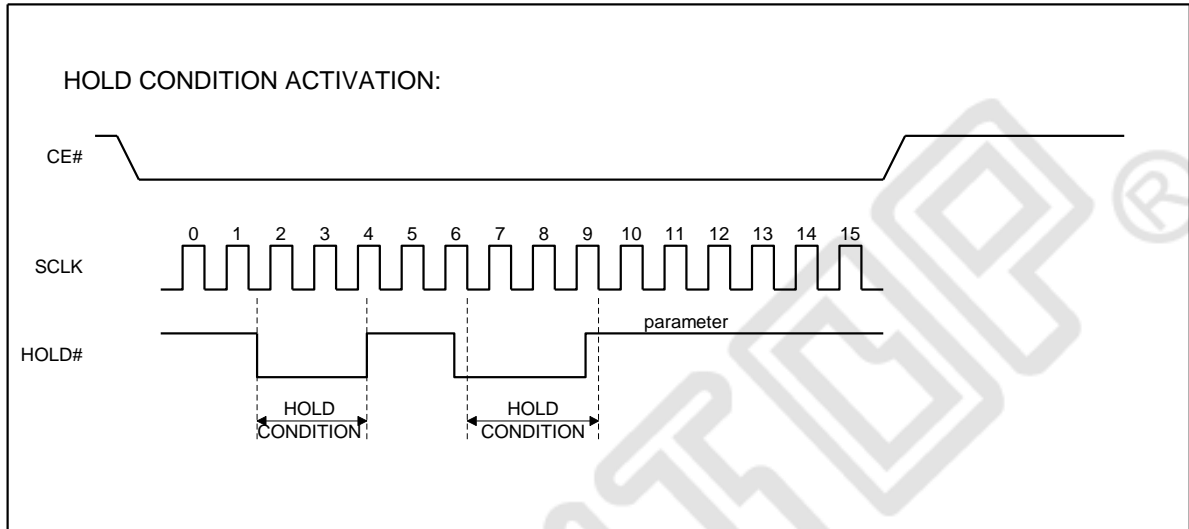 HOLD CONDITION ACTIVATION:
CE#
0 1 2 3 4 5 6 7 8 9 10 11 12 13 14 15
SCLK
parameter
HOLD#
HOLD CONDITION
HOLD CONDITION
®